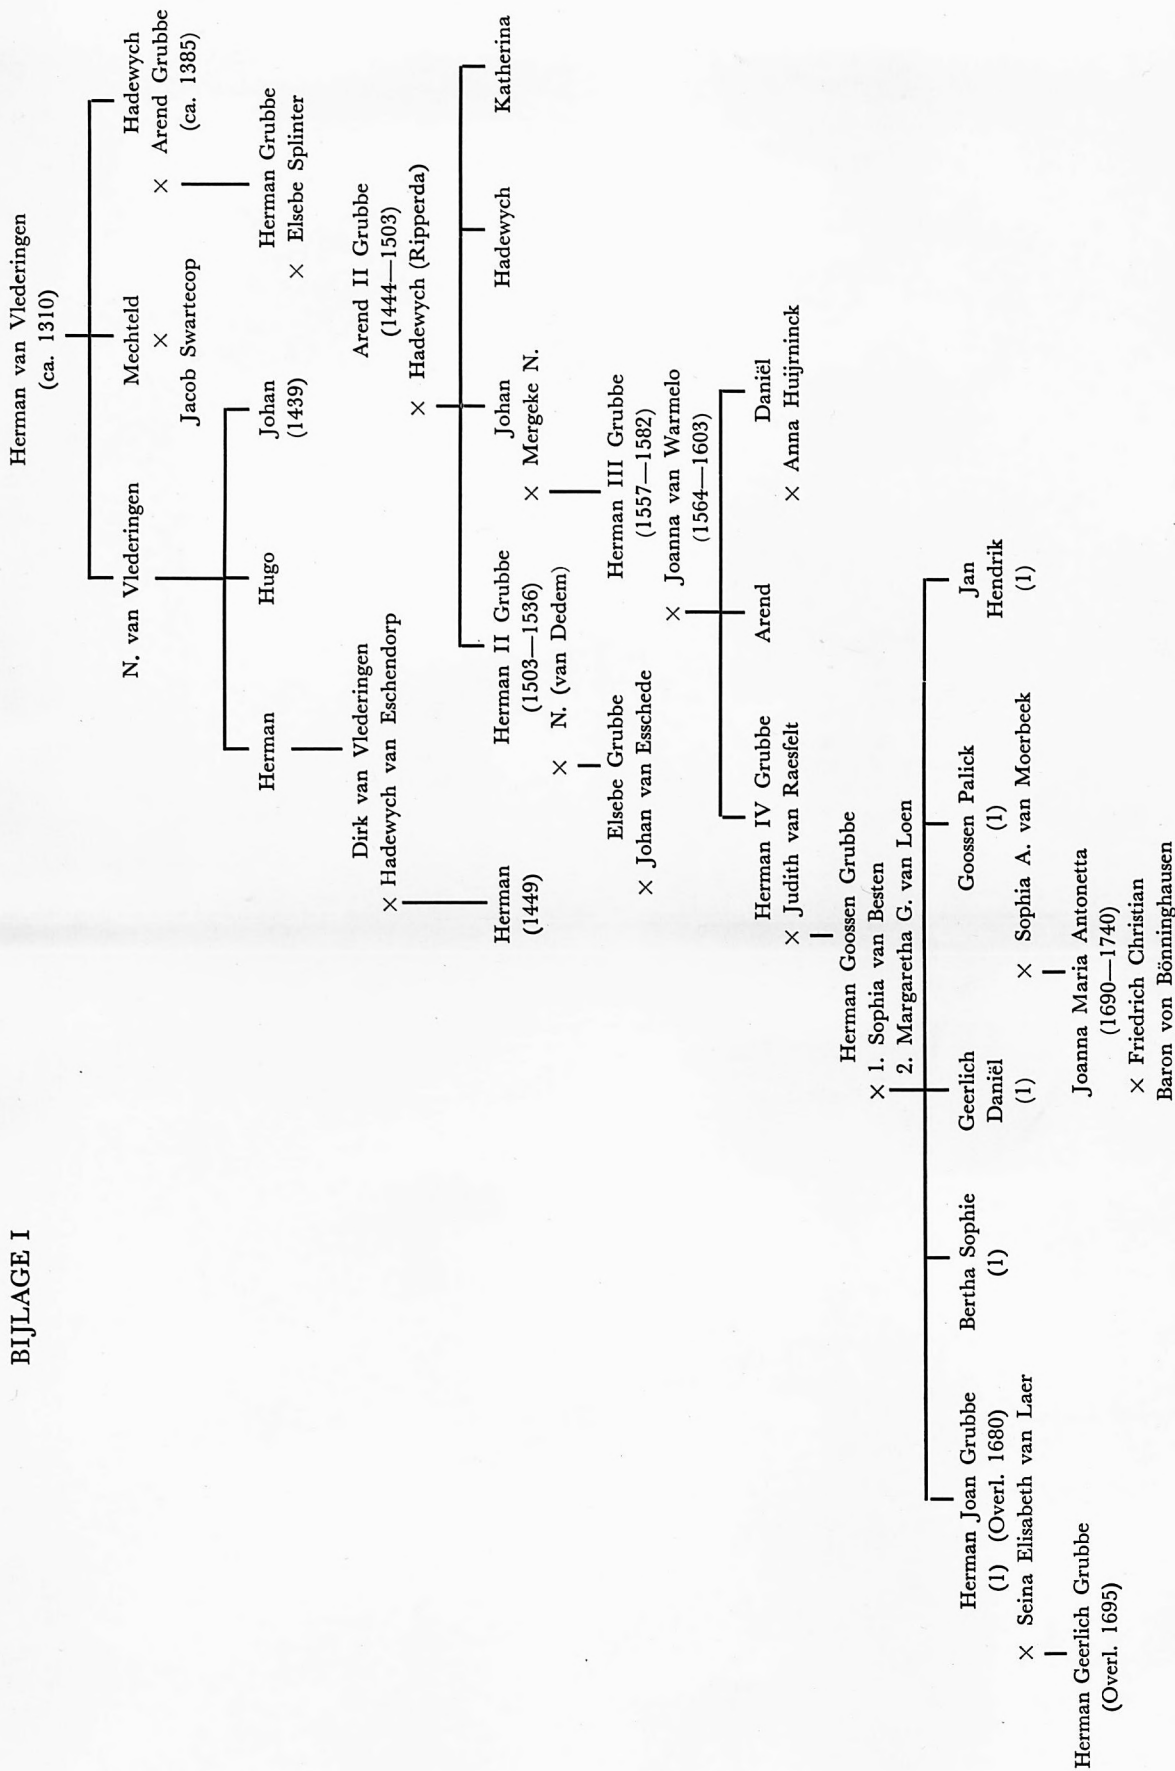 BIJLAGE I
Herman van Vlederingen
(ca. 1310)
N. van Vlederingen
Mechteld
×
Jacob Swartecop
Hadewych
× Arend Grubbe
(ca. 1385)
Herman
Hugo
Johan
(1439)
Herman Grubbe
× Elsebe Splinter
Dirk van Vlederingen
× Hadewych van Eschendorp
Arend II Grubbe
(1444—1503)
× Hadewych (Ripperda)
Herman
(1449)
Herman II Grubbe
(1503—1536)
× N. (van Dedem)
Johan
× Mergeke N.
Hadewych
Katherina
Elsebe Grubbe
× Johan van Esschede
Herman III Grubbe
(1557—1582)
× Joanna van Warmelo
(1564—1603)
Herman IV Grubbe
× Judith van Raesfelt
Arend
Daniël
× Anna Huijrninck
Herman Goossen Grubbe
× 1. Sophia van Besten
2. Margaretha G. van Loen
Herman Joan Grubbe
(1) (Overl. 1680)
× Seina Elisabeth van Laer
Bertha Sophie
(1)
Geerlich
Daniël
(1)
Goossen Palick
(1)
× Sophia A. van Moerbeek
Jan
Hendrik
(1)
Herman Geerlich Grubbe
(Overl. 1695)
Joanna Maria Antonetta
(1690—1740)
× Friedrich Christian
Baron von Bönninghausen